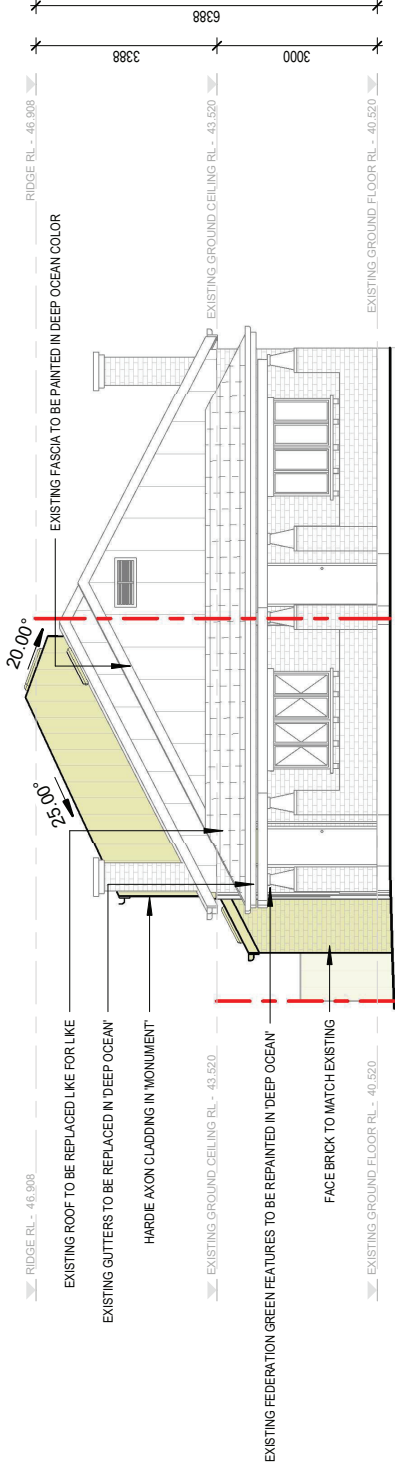 RIDGE RL - 46.908
EXISTING ROOF TO BE REPLACED LIKE FOR LIKE
EXISTING GUTTERS TO BE REPLACED IN 'DEEP OCEAN'
HARDIE AXON CLADDING IN 'MONUMENT'
EXISTING GROUND CEILING RL - 43.520
EXISTING FEDERATION GREEN FEATURES TO BE REPAINTED IN 'DEEP OCEAN'
FACE BRICK TO MATCH EXISTING
EXISTING GROUND FLOOR RL - 40.520
25.00°
20.00°
EXISTING FASCIA TO BE PAINTED IN DEEP OCEAN COLOR
RIDGE RL - 46.908
EXISTING GROUND CEILING RL - 43.520
EXISTING GROUND FLOOR RL - 40.520
3388
3000
6388